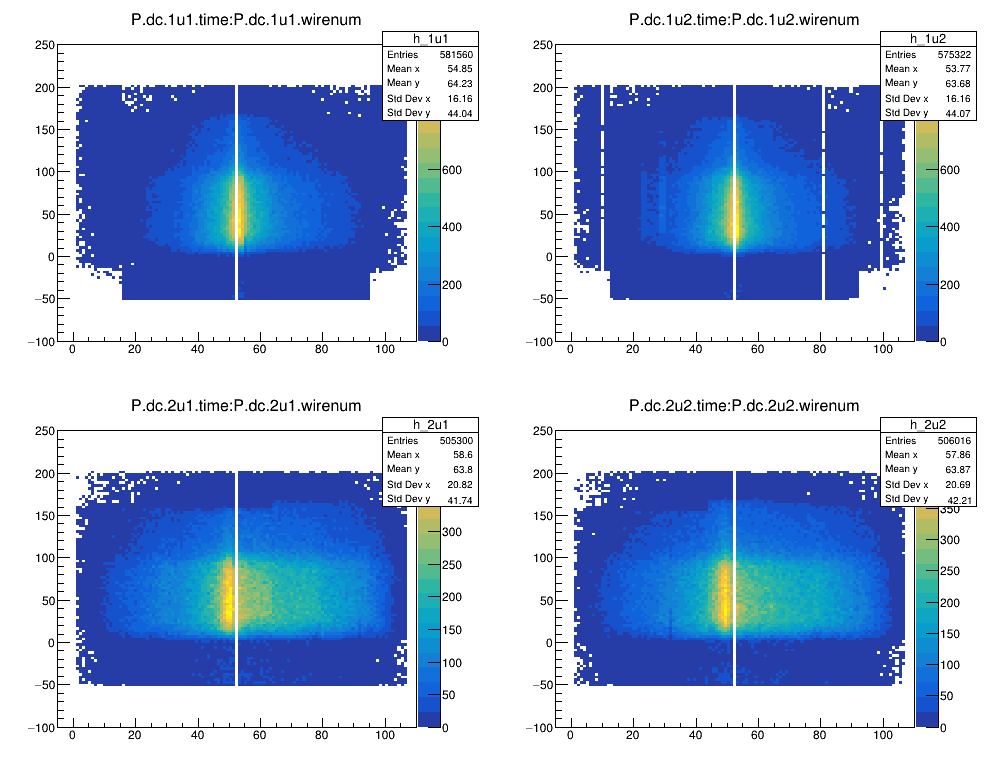 P.dc.1u1.time:P.dc.1u1.wirenum
h_1u1
Entries 581560
Mean x 54.85
Mean y 64.23
Std Dev x 16.16
Std Dev y 44.04
250
200
150
100
50
0
−50
−100
0 20 40 60 80 100
600
400
200
0
P.dc.1u2.time:P.dc.1u2.wirenum
h_1u2
Entries 575322
Mean x 53.77
Mean y 63.68
Std Dev x 16.16
Std Dev y 44.07
250
200
150
100
50
0
−50
−100
0 20 40 60 80 100
600
400
200
0
P.dc.2u1.time:P.dc.2u1.wirenum
h_2u1
Entries 505300
Mean x 58.6
Mean y 63.8
Std Dev x 20.82
Std Dev y 41.74
250
200
150
100
50
0
−50
−100
0 20 40 60 80 100
300
250
200
150
100
50
0
P.dc.2u2.time:P.dc.2u2.wirenum
h_2u2
Entries 506016
Mean x 57.86
Mean y 63.87
Std Dev x 20.69
Std Dev y 42.21
250
200
150
100
50
0
−50
−100
0 20 40 60 80 100
350
300
250
200
150
100
50
0